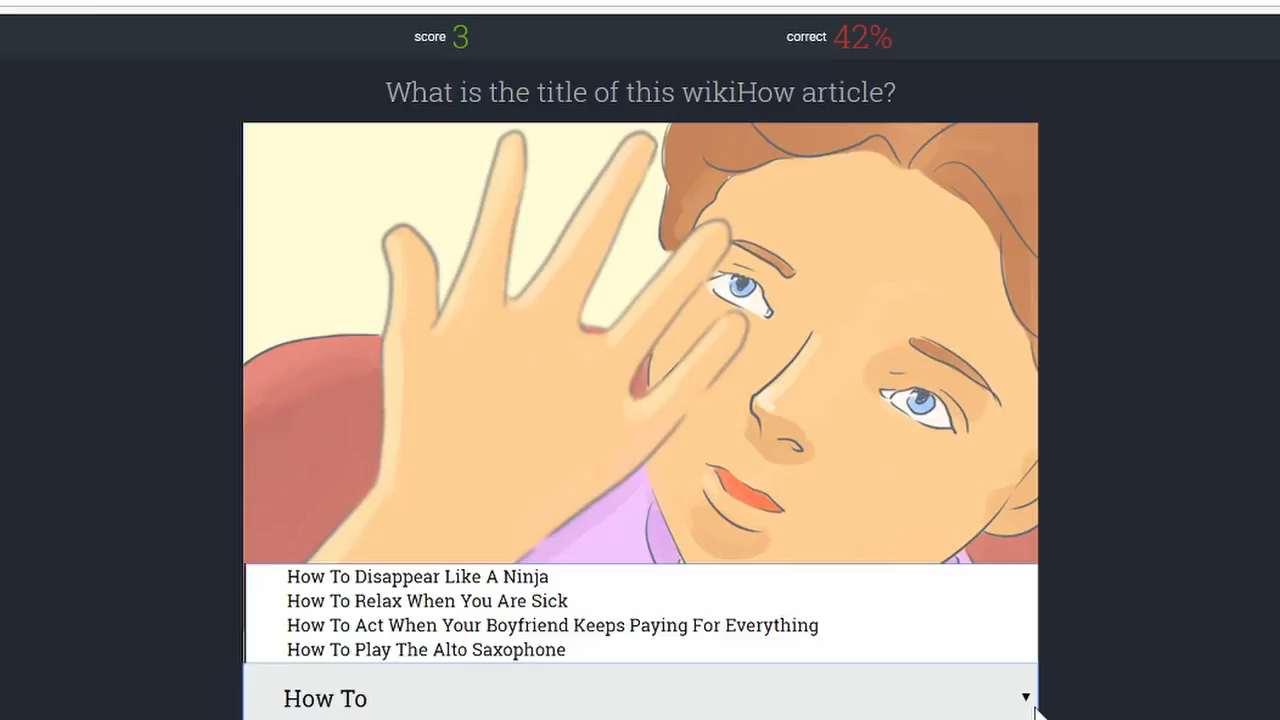 score 3
correct 42%
What is the title of this wikiHow article?
How To Disappear Like A Ninja
How To Relax When You Are Sick
How To Act When Your Boyfriend Keeps Paying For Everything
How To Play The Alto Saxophone
How To